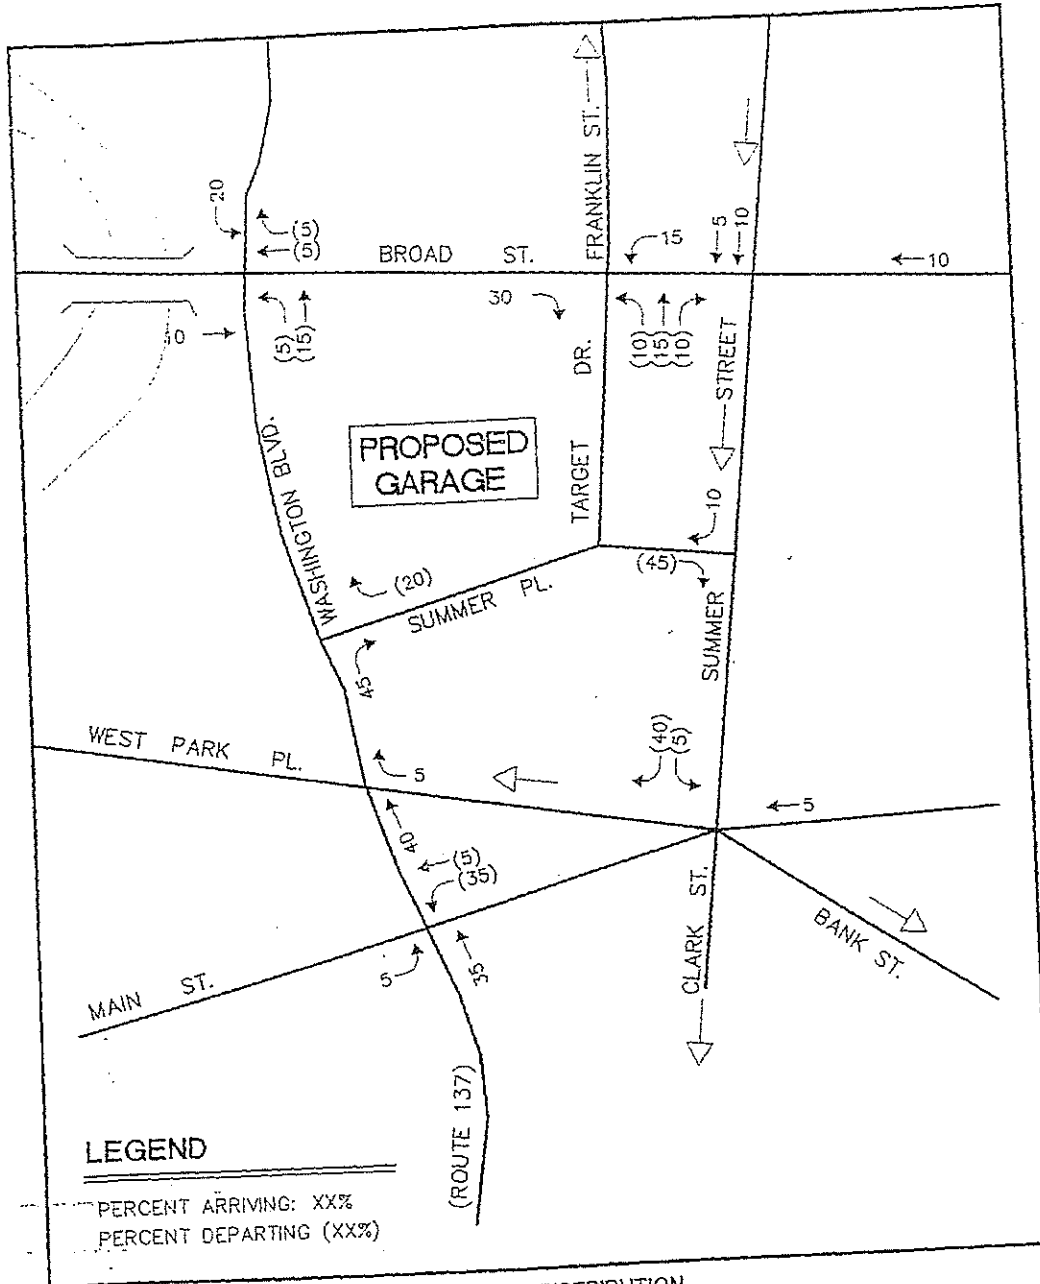 FRANKLIN ST.
20
(5)
(5)
BROAD ST.
15
5
10
10
30
(5)
(15)
(10)
(15)
(10)
DR.
STREET
TARGET
WASHINGTON BLVD.
PROPOSED
GARAGE
10
(45)
(20)
SUMMER PL.
SUMMER
45
(40)
(5)
WEST PARK PL.
5
5
40
(5)
(35)
CLARK ST.
BANK ST.
5
35
MAIN ST.
(ROUTE 137)
LEGEND
PERCENT ARRIVING: XX%
PERCENT DEPARTING (XX%)